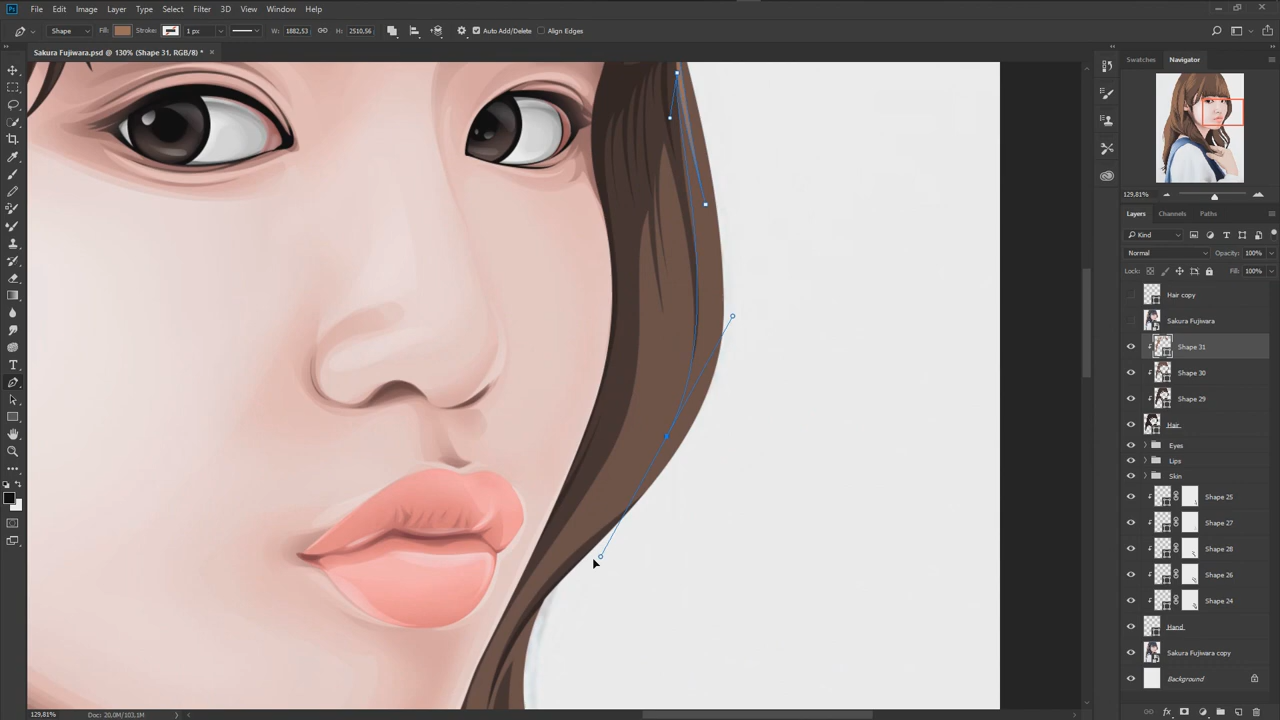 Ps File Edit Image Layer Type Select Filter 3D View Window Help
Shape Stroke: 1 px W: 1882,53 H: 2510,56 Auto Add/Delete Align Edges
Fill:
Sakura Fujiwara.psd @ 130% (Shape 31, RGB/8) * ×
Swatches Navigator
129,81%
Layers Channels Paths
Kind
Normal Opacity: 100%
Lock: Fill: 100%
Hair copy
Sakura Fujiwara
Shape 31
Shape 30
Shape 29
Hair
Eyes
Lips
Skin
Shape 25
Shape 27
Shape 28
Shape 26
Shape 24
Hand
Sakura Fujiwara copy
Background
fx
129,81% Doc: 20,0M/103,1M